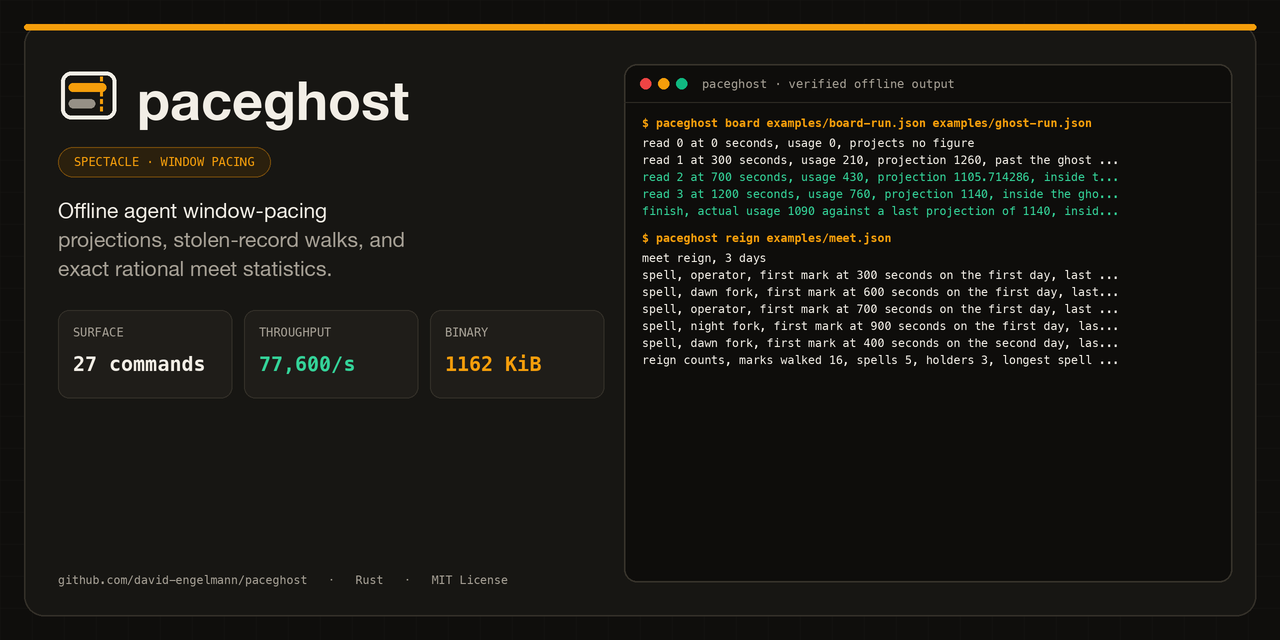 paceghost
SPECTACLE · WINDOW PACING
Offline agent window-pacing
projections, stolen-record walks, and
exact rational meet statistics.
SURFACE
27 commands
THROUGHPUT
77,600/s
BINARY
1162 KiB
github.com/david-engelmann/paceghost · Rust · MIT License
paceghost · verified offline output
$ paceghost board examples/board-run.json examples/ghost-run.json
read 0 at 0 seconds, usage 0, projects no figure
read 1 at 300 seconds, usage 210, projection 1260, past the ghost ...
read 2 at 700 seconds, usage 430, projection 1105.714286, inside t...
read 3 at 1200 seconds, usage 760, projection 1140, inside the gho...
finish, actual usage 1090 against a last projection of 1140, insid...
$ paceghost reign examples/meet.json
meet reign, 3 days
spell, operator, first mark at 300 seconds on the first day, last ...
spell, dawn fork, first mark at 600 seconds on the first day, last...
spell, operator, first mark at 700 seconds on the first day, last ...
spell, night fork, first mark at 900 seconds on the first day, las...
spell, dawn fork, first mark at 400 seconds on the second day, las...
reign counts, marks walked 16, spells 5, holders 3, longest spell ...